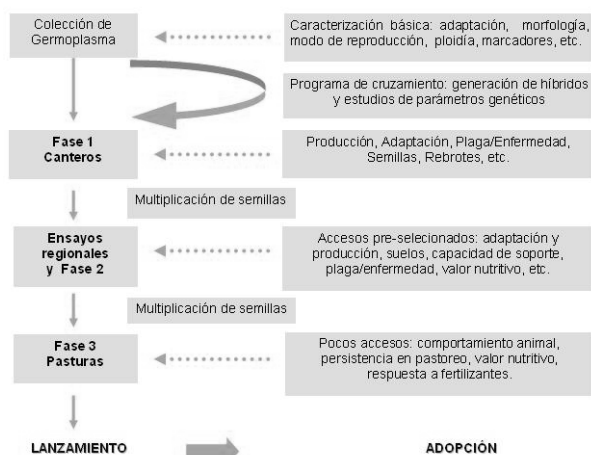 Colección de
Germoplasma
Caracterización básica: adaptación, morfología,
modo de reproducción, ploidía, marcadores, etc.
Programa de cruzamiento: generación de híbridos
y estudios de parámetros genéticos
Fase 1
Canteros
Producción, Adaptación, Plaga/Enfermedad,
Semillas, Rebrotes, etc.
Multiplicación de semillas
Ensayos
regionales
y Fase 2
Accesos pre-selecionados: adaptación y
producción, suelos, capacidad de soporte,
plaga/enfermedad, valor nutritivo, etc.
Multiplicación de semillas
Fase 3
Pasturas
Pocos accesos: comportamiento animal,
persistencia en pastoreo, valor nutritivo,
respuesta a fertilizantes.
LANZAMIENTO
ADOPCIÓN